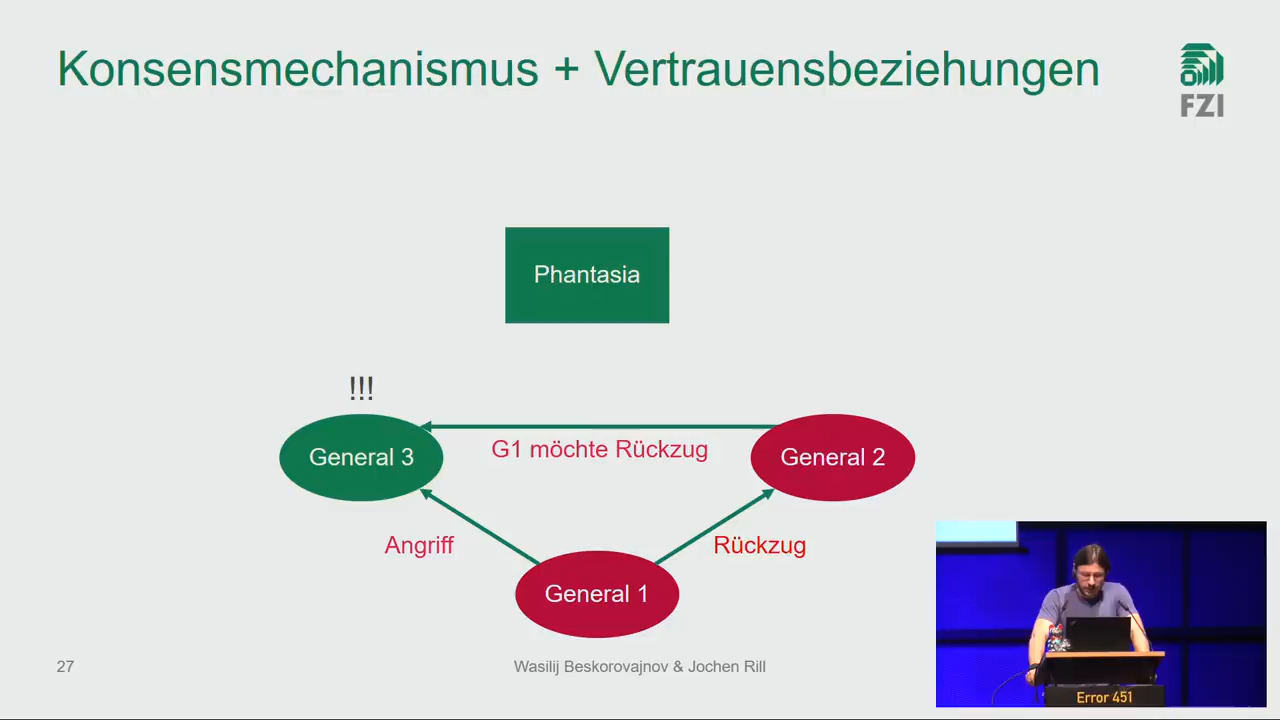 Konsensmechanismus + Vertrauensbeziehungen
FZI
Phantasia
!!!
General 3
G1 möchte Rückzug
General 2
Angriff
Rückzug
General 1
27
Wasilij Beskorovajnov & Jochen Rill
Error 451